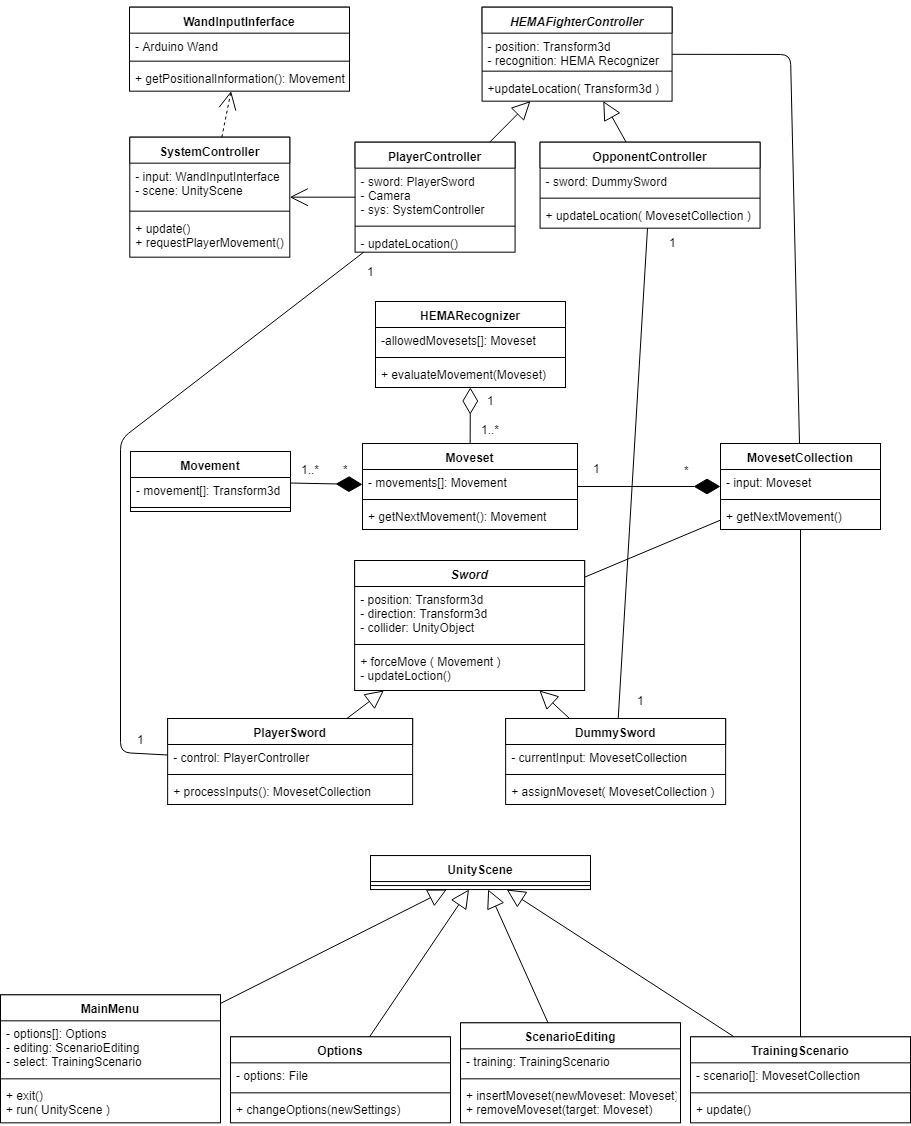 WandInputInferface
- Arduino Wand
+ getPositionalInformation(): Movement
HEMAFighterController
- position: Transform3d
- recognition: HEMA Recognizer
+updateLocation( Transform3d )
SystemController
- input: WandInputInterface
- scene: UnityScene
+ update()
+ requestPlayerMovement()
PlayerController
- sword: PlayerSword
- Camera
- sys: SystemController
- updateLocation()
OpponentController
- sword: DummySword
+ updateLocation( MovesetCollection )
1
1
HEMARecognizer
-allowedMovesets[]: Moveset
+ evaluateMovement(Moveset)
1
1..*
Movement
- movement[]: Transform3d
1..*
*
Moveset
- movements[]: Movement
+ getNextMovement(): Movement
1
*
MovesetCollection
- input: Moveset
+ getNextMovement()
Sword
- position: Transform3d
- direction: Transform3d
- collider: UnityObject
+ forceMove ( Movement )
- updateLoction()
1
1
PlayerSword
- control: PlayerController
+ processInputs(): MovesetCollection
DummySword
- currentInput: MovesetCollection
+ assignMoveset( MovesetCollection )
UnityScene
MainMenu
- options[]: Options
- editing: ScenarioEditing
- select: TrainingScenario
+ exit()
+ run( UnityScene )
Options
- options: File
+ changeOptions(newSettings)
ScenarioEditing
- training: TrainingScenario
+ insertMoveset(newMoveset: Moveset)
+ removeMoveset(target: Moveset)
TrainingScenario
- scenario[]: MovesetCollection
+ update()